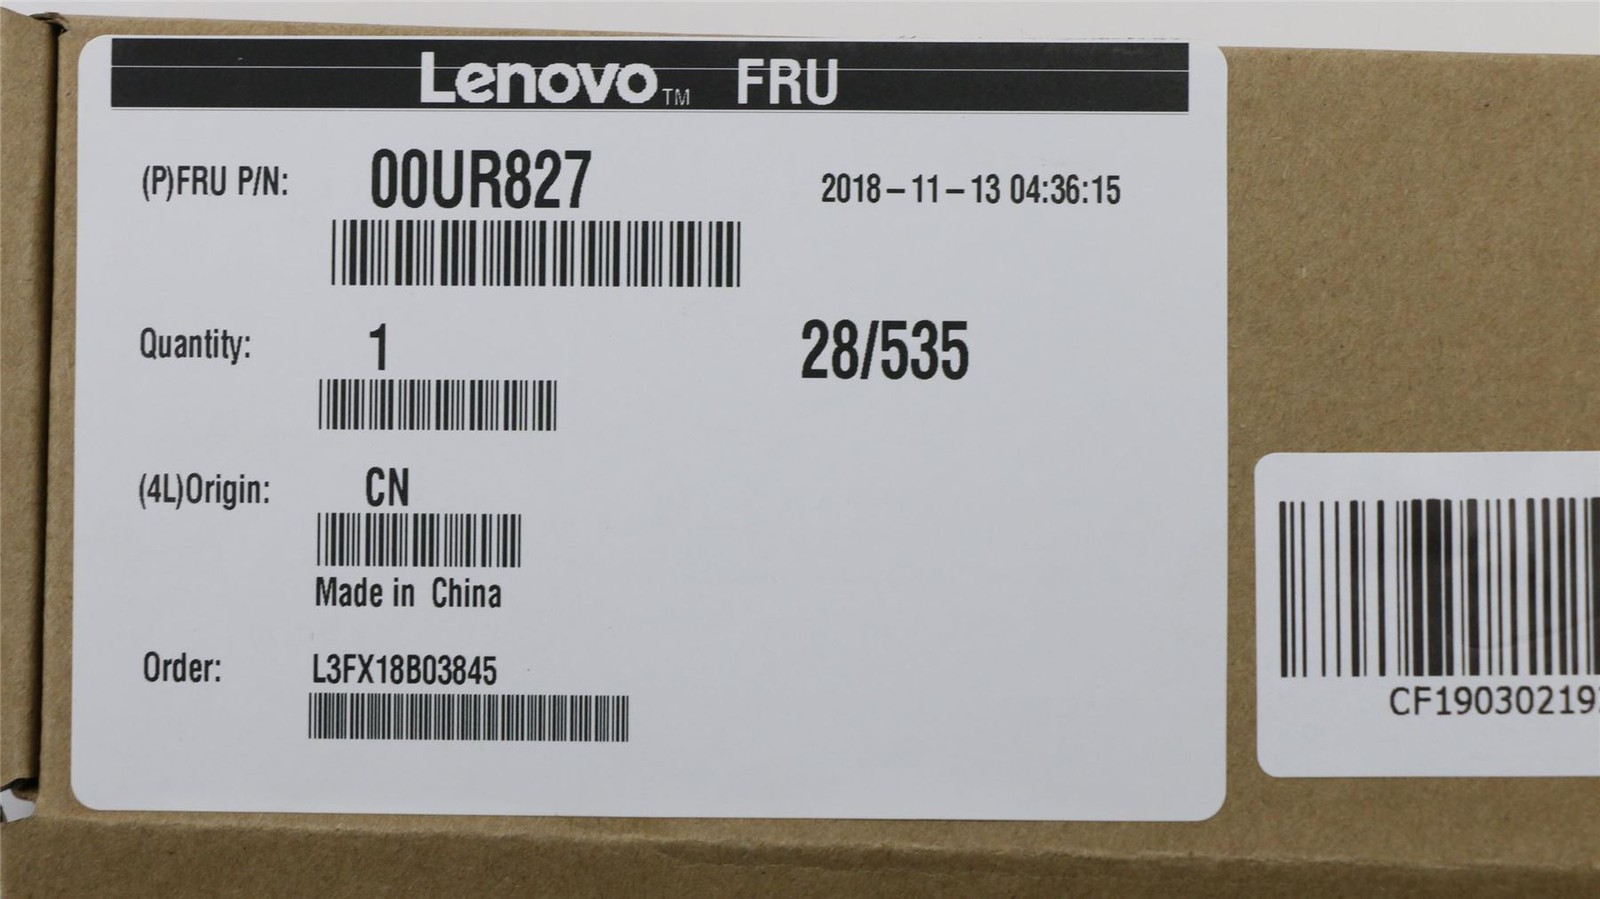 Lenovo™ FRU
(P)FRU P/N: 00UR827 2018-11-13 04:36:15
Quantity: 1 28/535
(4L)Origin: CN
Made in China
Order: L3FX18B03845
CF19030219